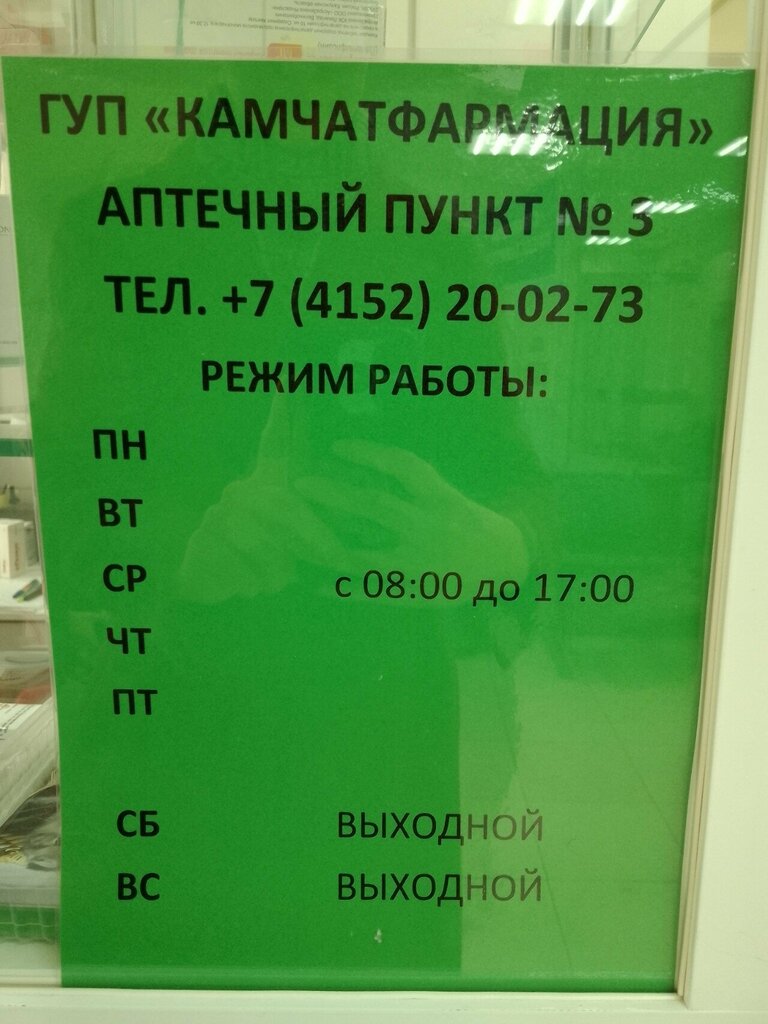 ГУП «КАМЧАТФАРМАЦИЯ»
АПТЕЧНЫЙ ПУНКТ № 3
ТЕЛ. +7 (4152) 20-02-73
РЕЖИМ РАБОТЫ:
ПН
ВТ
СР с 08:00 до 17:00
ЧТ
ПТ
СБ ВЫХОДНОЙ
ВС ВЫХОДНОЙ